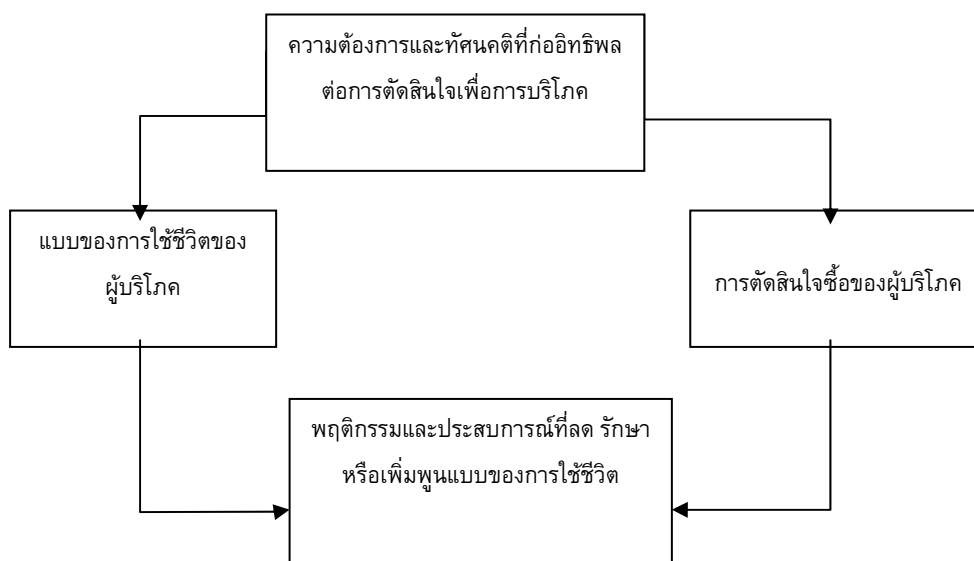 ความต้องการและทัศนคติที่ก่ออิทธิพล
ต่อการตัดสินใจเพื่อการบริโภค
แบบของการใช้ชีวิตของ
ผู้บริโภค
การตัดสินใจซื้อของผู้บริโภค
พฤติกรรมและประสบการณ์ที่ลด รักษา
หรือเพิ่มพูนแบบของการใช้ชีวิต